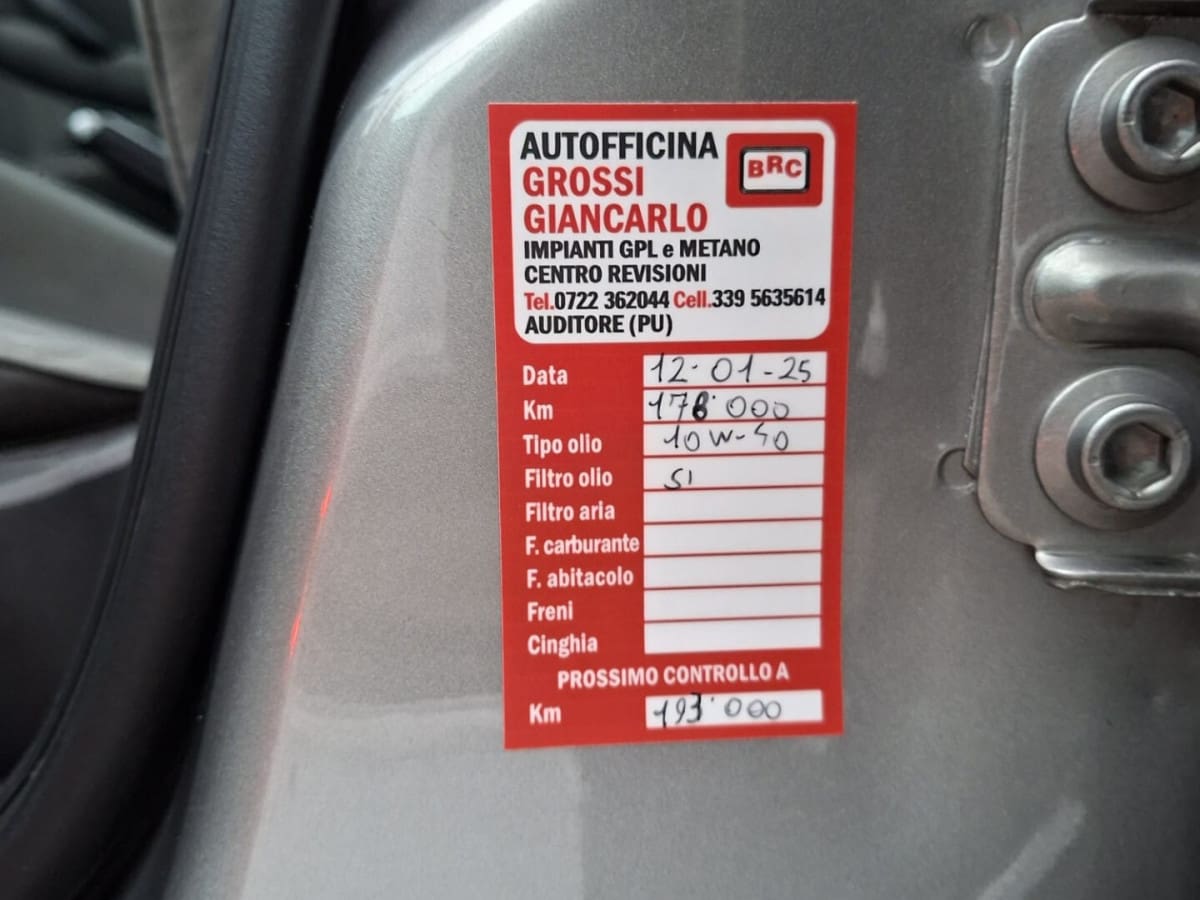 AUTOFFICINA
BRC
GROSSI
GIANCARLO
IMPIANTI GPL e METANO
CENTRO REVISIONI
Tel.0722 362044 Cell.339 5635614
AUDITORE (PU)
Data 12·01-25
Km 178·000
Tipo olio 10W-40
Filtro olio SI
Filtro aria
F. carburante
F. abitacolo
Freni
Cinghia
PROSSIMO CONTROLLO A
Km 193·000